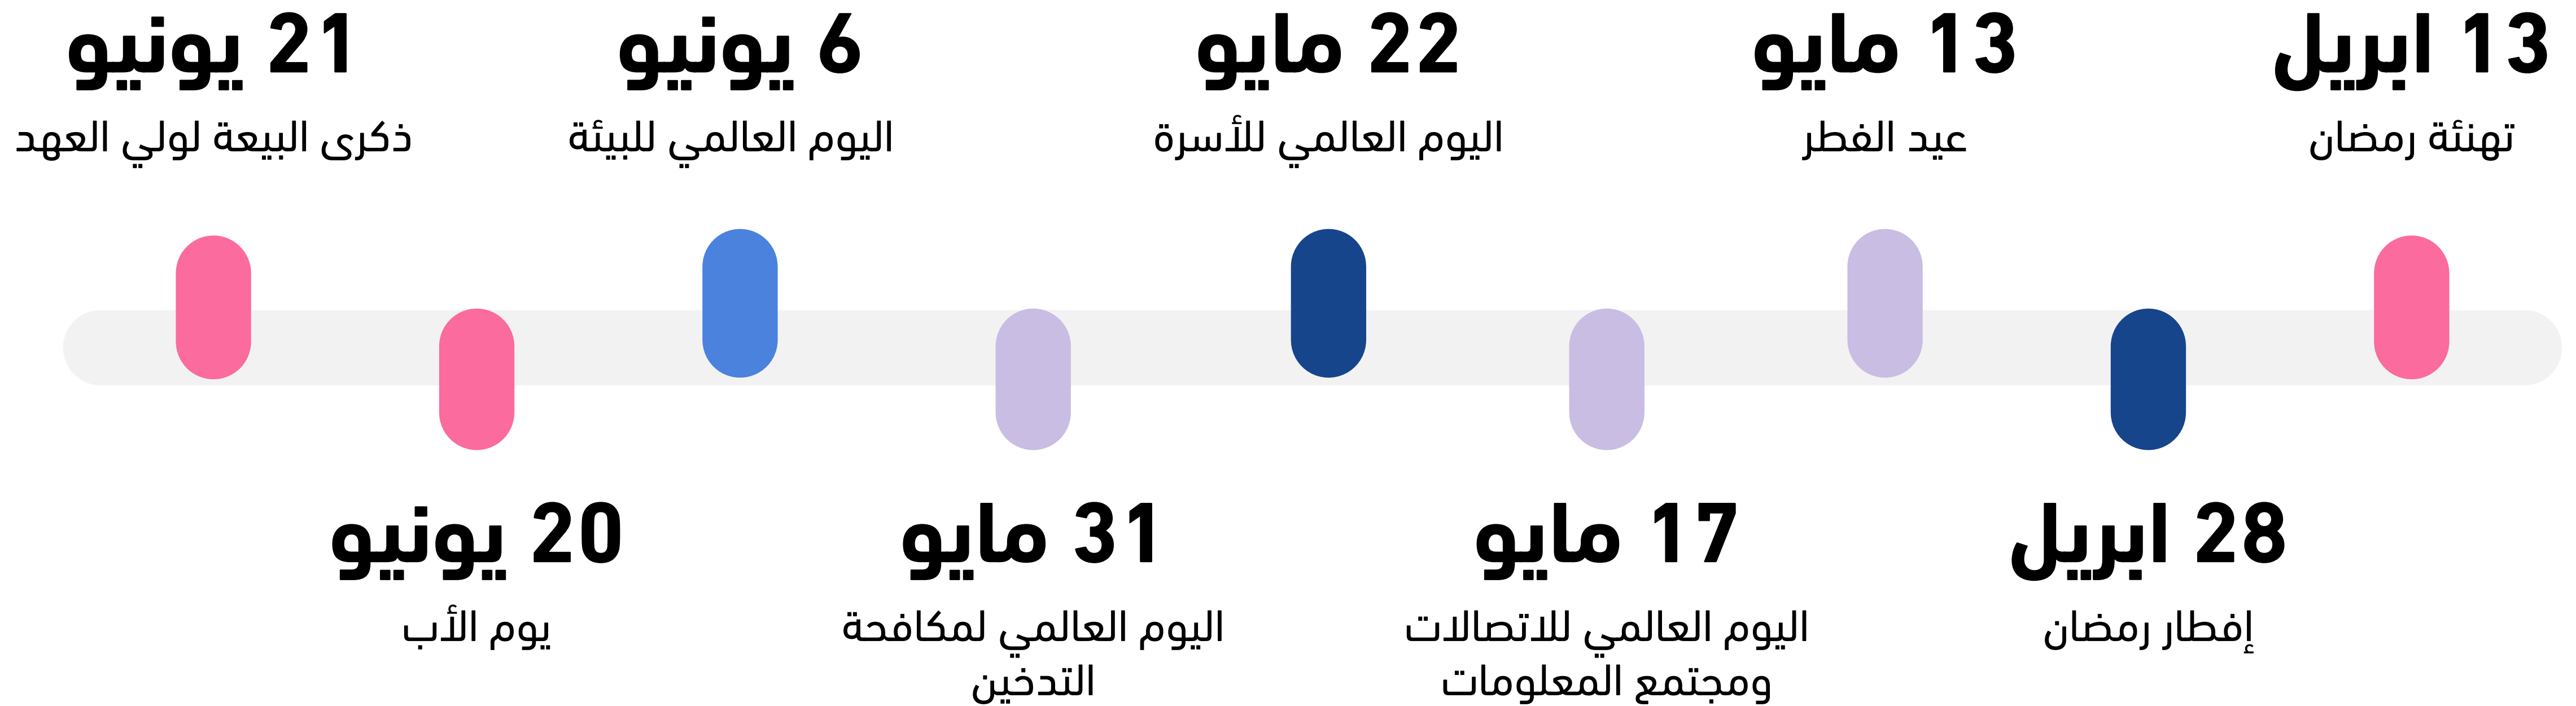 13 ابريل
تهنئة رمضان
28 ابريل
إفطار رمضان
13 مايو
عيد الفطر
17 مايو
اليوم العالمي للاتصالات
ومجتمع المعلومات
22 مايو
اليوم العالمي للأسرة
31 مايو
اليوم العالمي لمكافحة
التدخين
6 يونيو
اليوم العالمي للبيئة
20 يونيو
يوم الأب
21 يونيو
ذكرى البيعة لولي العهد